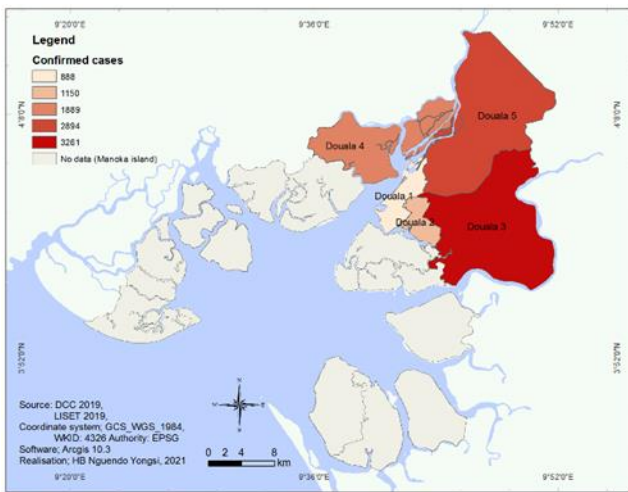 9°20'0"E 9°36'0"E 9°52'0"E
Legend
Confirmed cases
888
1150
1889
2894
3261
No data (Manoka island)
4°8'0"N
4°8'0"N
Douala 5
Douala 4
Douala 1
Douala 2
Douala 3
3°52'0"N
3°52'0"N
Source: DCC 2019,
LISET 2019,
Coordinate system; GCS_WGS_1984,
WKID: 4326 Authority: EPSG
Software; Arcgis 10.3
Realisation; HB Nguendo Yongsi, 2021
N
0 2 4 8
km
9°20'0"E 9°36'0"E 9°52'0"E